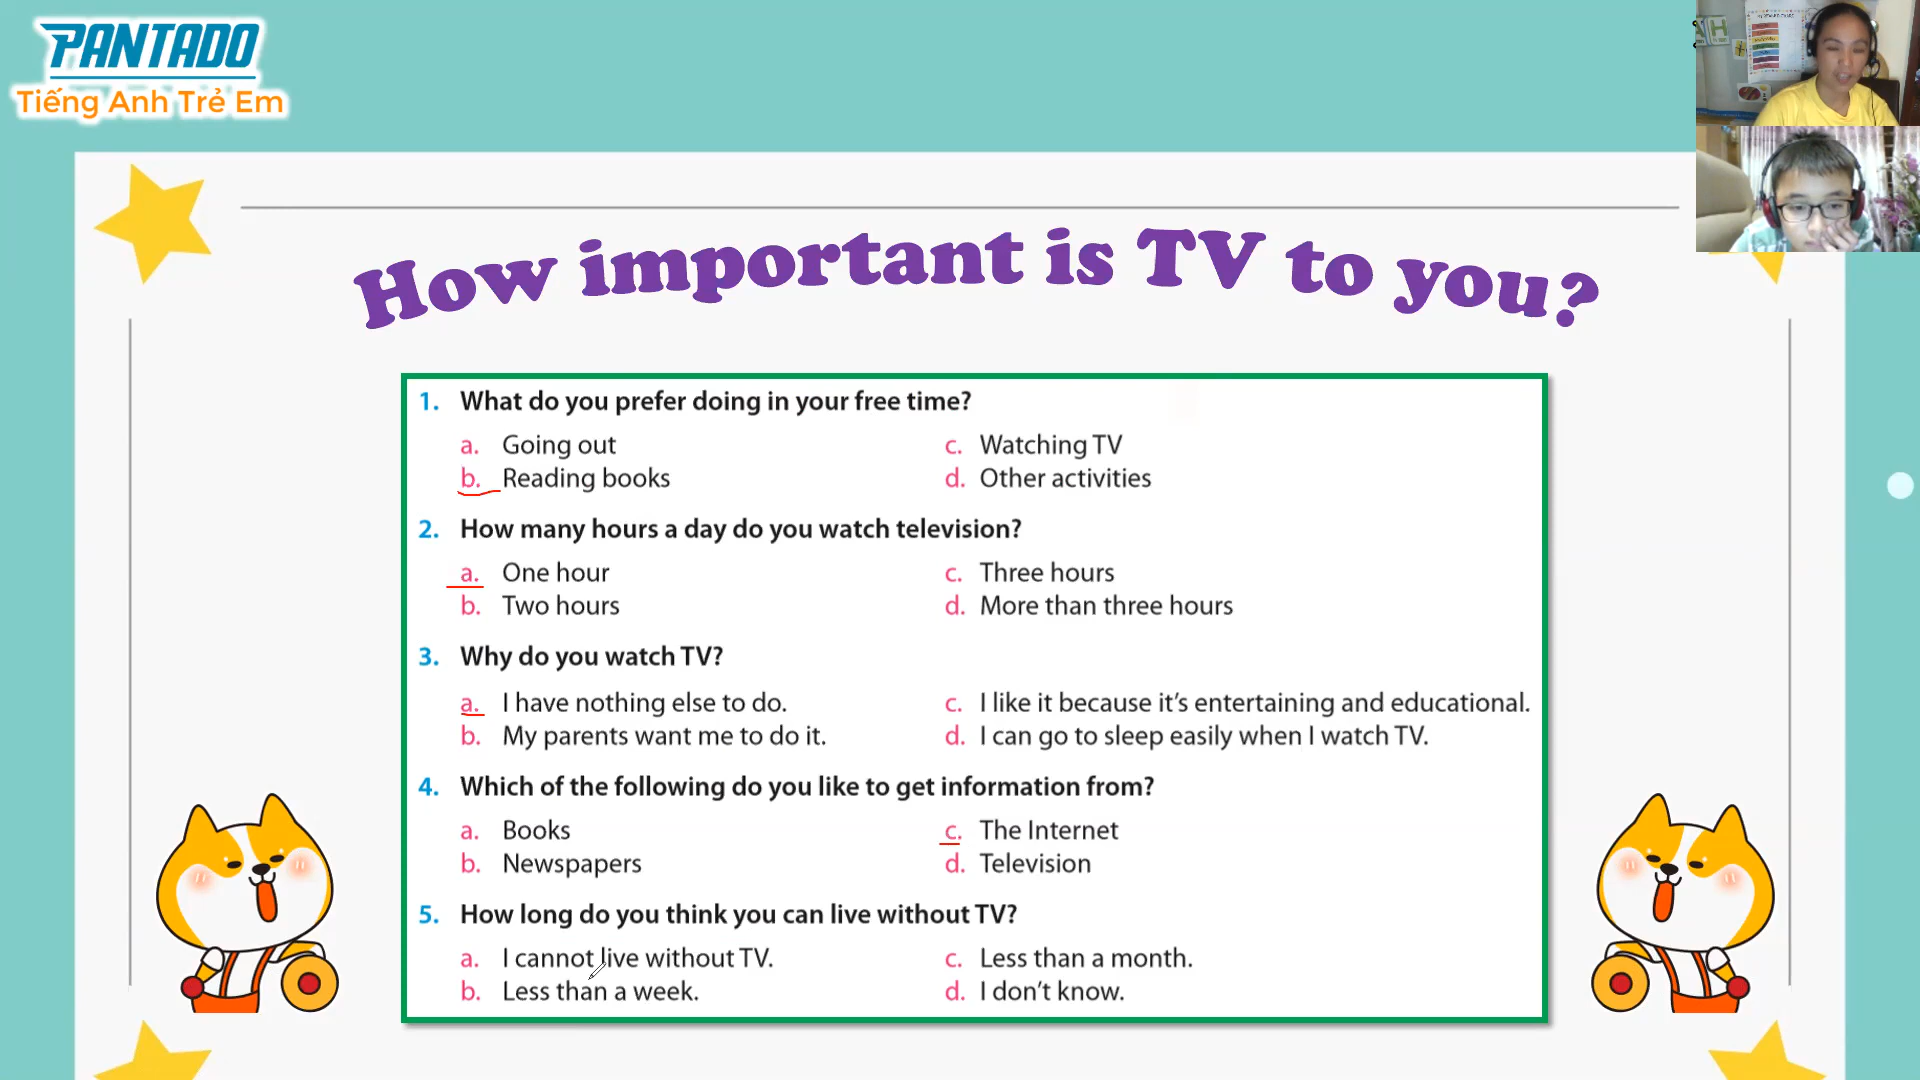 PANTADO
Tiếng Anh Trẻ Em
How important is TV to you?
1. What do you prefer doing in your free time?
a. Going out
b. Reading books
c. Watching TV
d. Other activities
2. How many hours a day do you watch television?
a. One hour
b. Two hours
c. Three hours
d. More than three hours
3. Why do you watch TV?
a. I have nothing else to do.
b. My parents want me to do it.
c. I like it because it’s entertaining and educational.
d. I can go to sleep easily when I watch TV.
4. Which of the following do you like to get information from?
a. Books
b. Newspapers
c. The Internet
d. Television
5. How long do you think you can live without TV?
a. I cannot live without TV.
b. Less than a week.
c. Less than a month.
d. I don’t know.